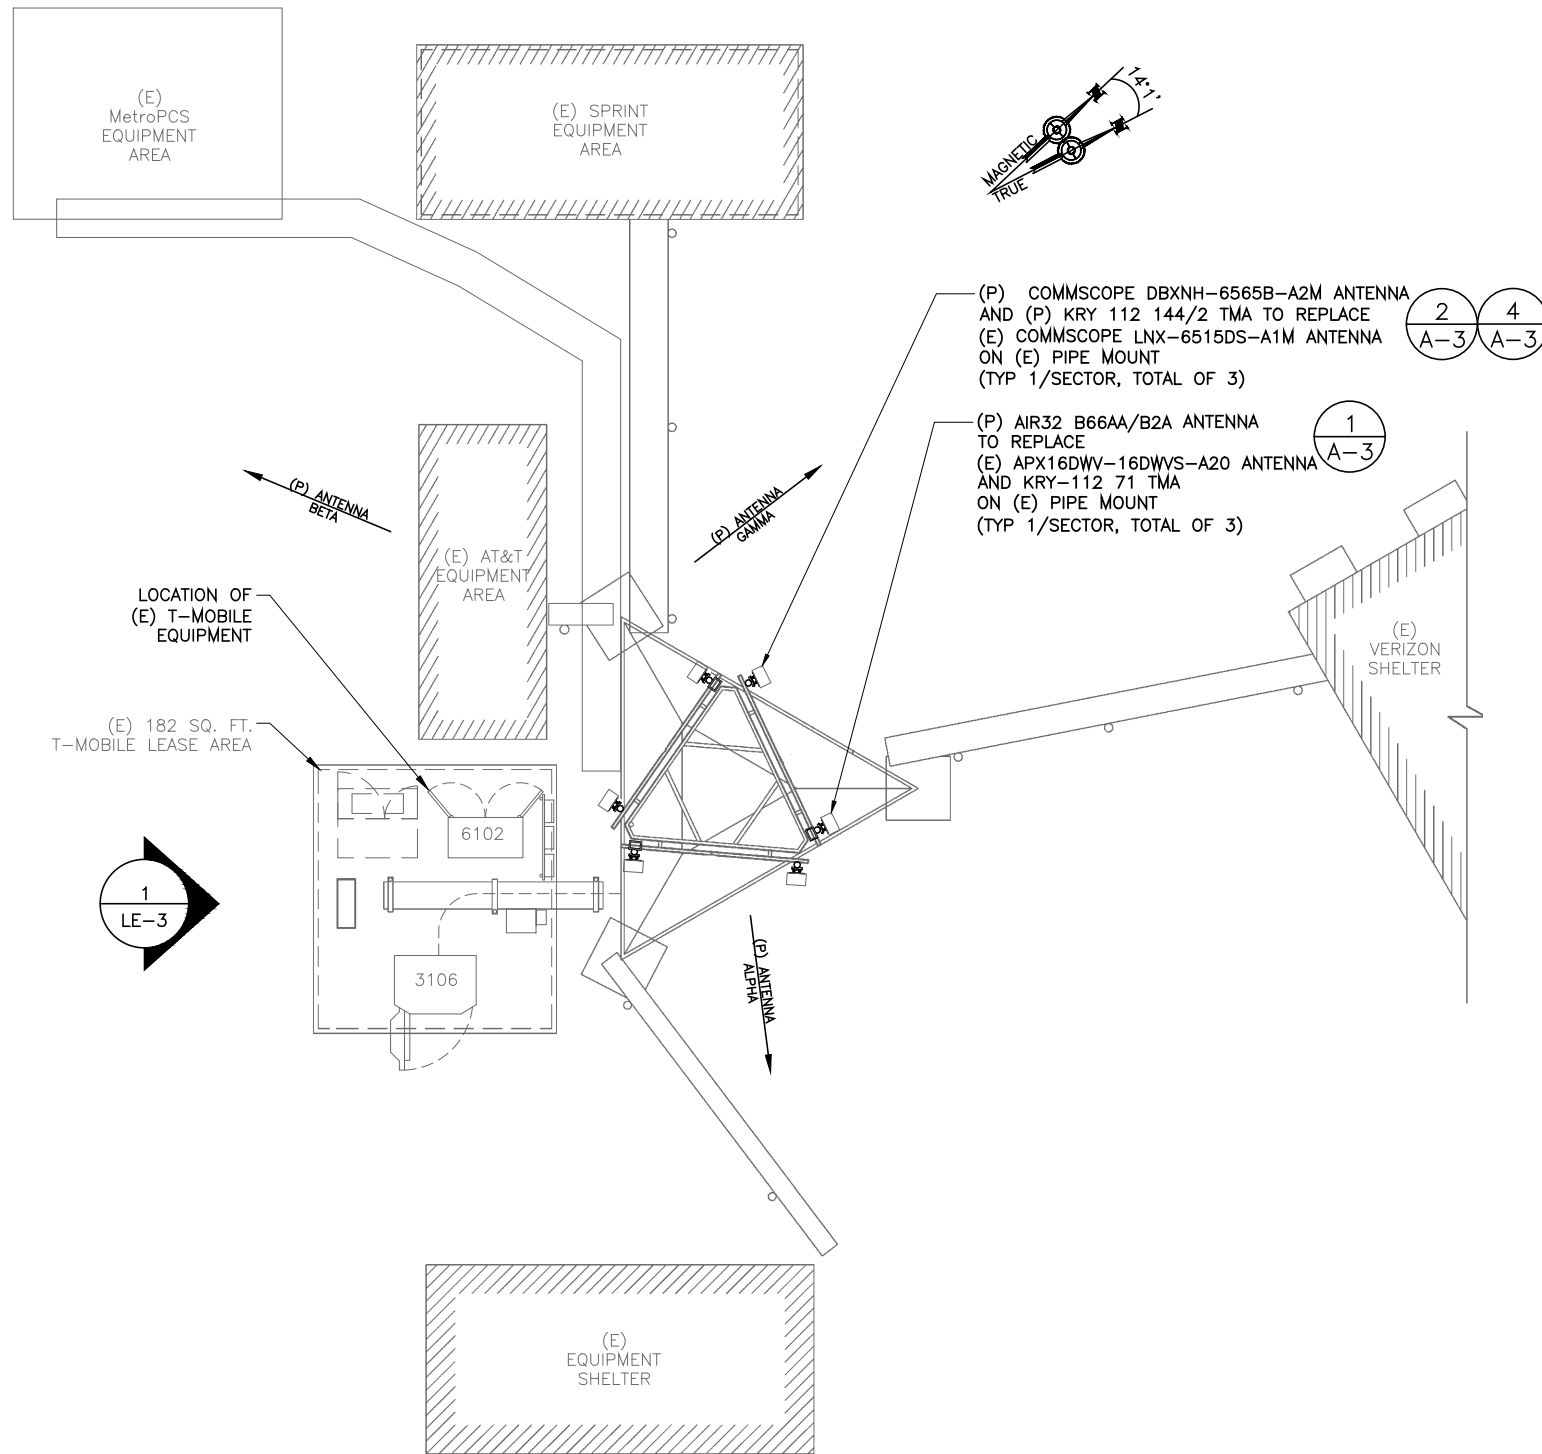 (E)
MetroPCS
EQUIPMENT
AREA
(E) SPRINT
EQUIPMENT
AREA
14°1'
MAGNETIC
TRUE
(P) COMMSCOPE DBXNH-6565B-A2M ANTENNA
AND (P) KRY 112 144/2 TMA TO REPLACE
(E) COMMSCOPE LNX-6515DS-A1M ANTENNA
ON (E) PIPE MOUNT
(TYP 1/SECTOR, TOTAL OF 3)
2
A-3
4
A-3
(P) AIR32 B66AA/B2A ANTENNA
TO REPLACE
(E) APX16DWV-16DWVS-A20 ANTENNA
AND KRY-112 71 TMA
ON (E) PIPE MOUNT
(TYP 1/SECTOR, TOTAL OF 3)
1
A-3
(P) ANTENNA
BETA
(P) ANTENNA
GAMMA
(E) AT&T
EQUIPMENT
AREA
LOCATION OF
(E) T-MOBILE
EQUIPMENT
(E)
VERIZON
SHELTER
(E) 182 SQ. FT.
T-MOBILE LEASE AREA
6102
1
LE-3
3106
(P) ANTENNA
ALPHA
(E)
EQUIPMENT
SHELTER